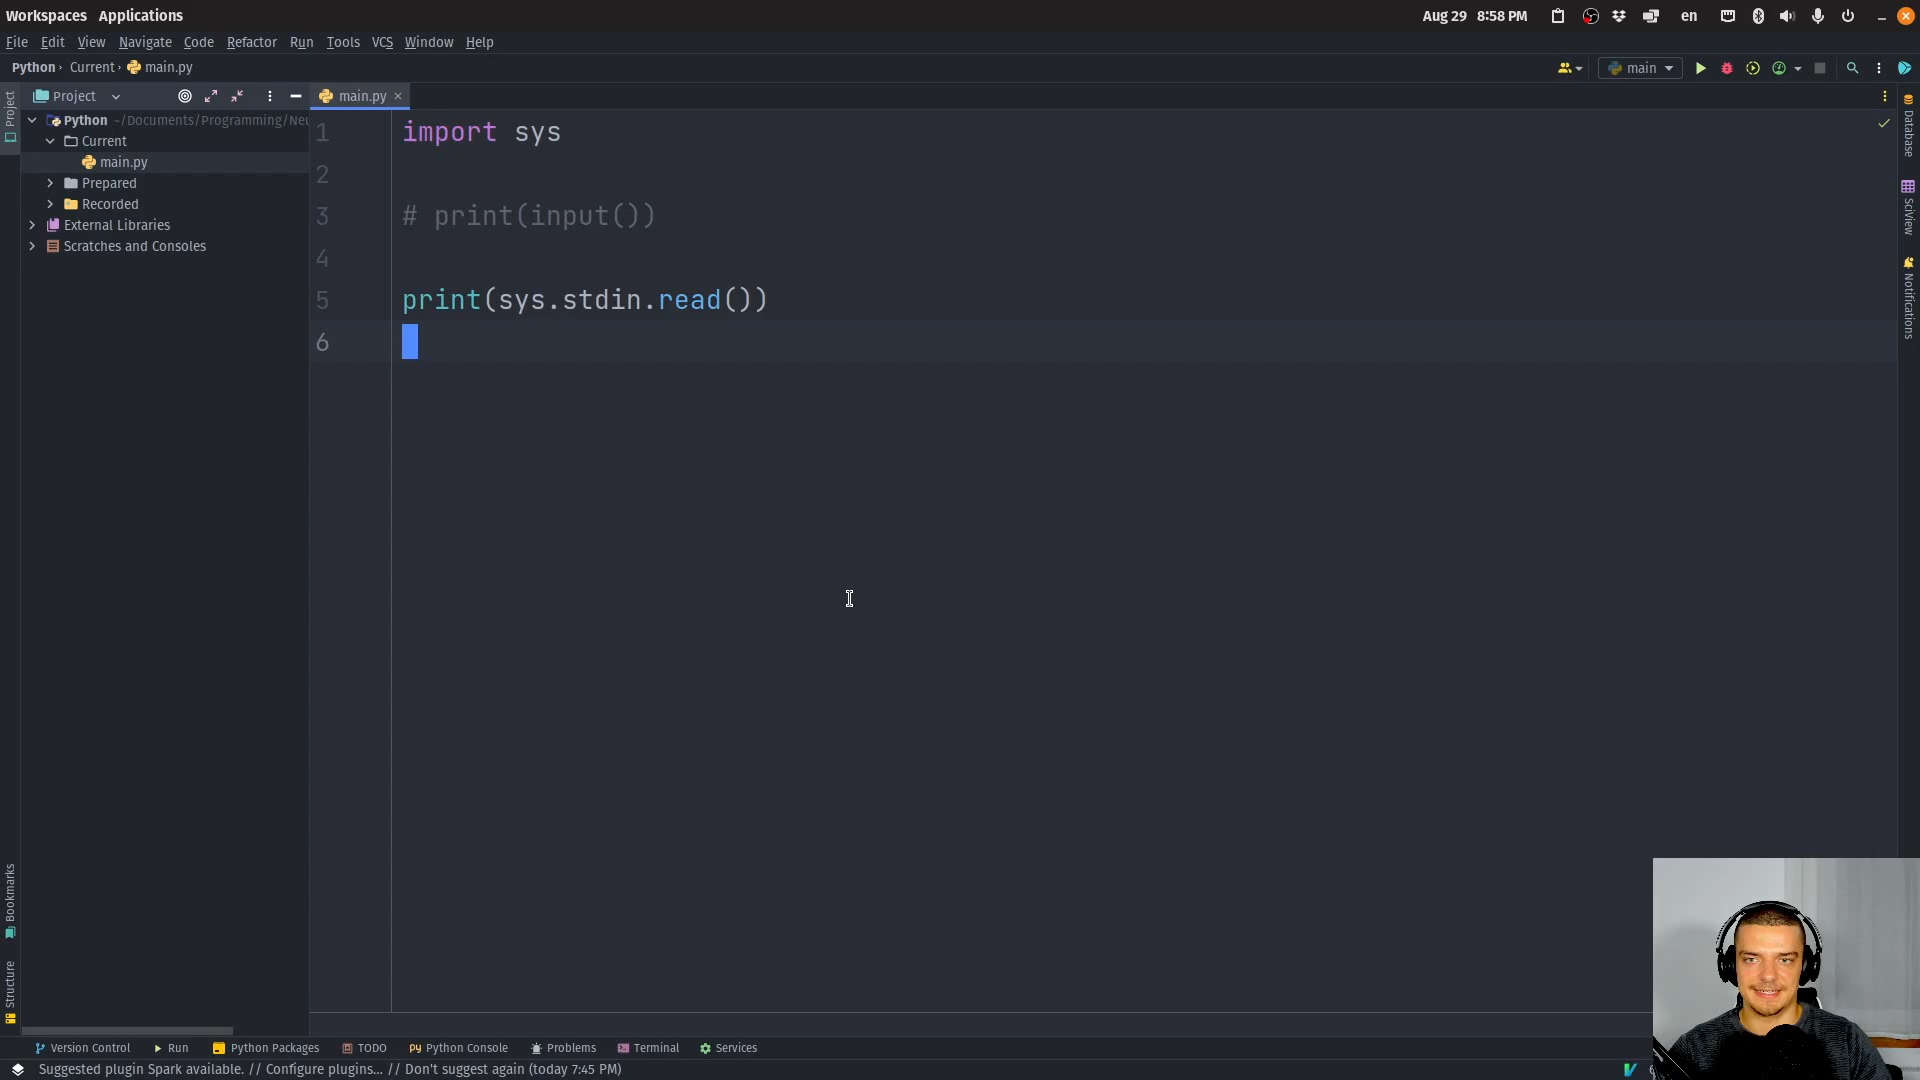 Workspaces Applications
Aug 29 8:58 PM
en
File Edit View Navigate Code Refactor Run Tools VCS Window Help
Python › Current › main.py
main
Project
main.py
Python ~/Documents/Programming/Neu
Current
main.py
Prepared
Recorded
External Libraries
Scratches and Consoles
1 import sys
2
3 # print(input())
4
5 print(sys.stdin.read())
6
Project
Bookmarks
Structure
Database
SciView
Notifications
Version Control Run Python Packages TODO Python Console Problems Terminal Services
Suggested plugin Spark available. // Configure plugins... // Don't suggest again (today 7:45 PM)